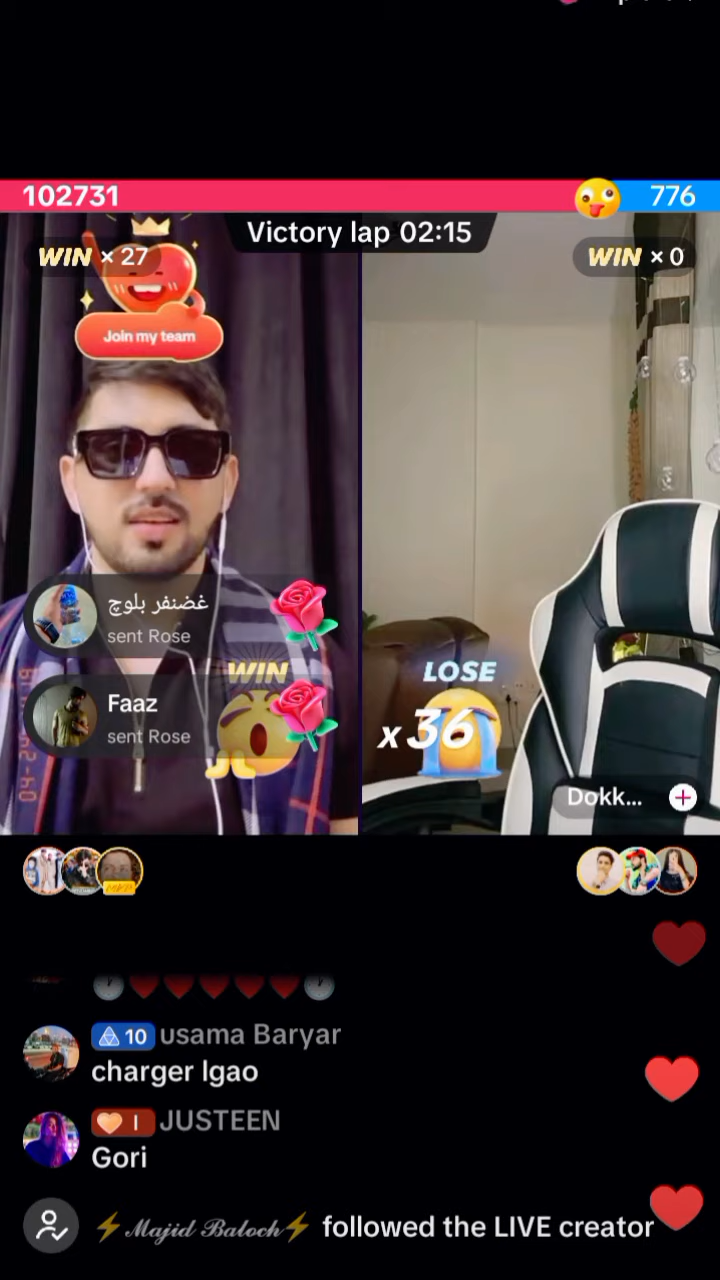 102731
776
Victory lap 02:15
WIN × 27
WIN × 0
Join my team
غضنفر بلوچ
sent Rose
WIN
Faaz
sent Rose
LOSE
x 36
Dokk...
10 usama Baryar
charger lgao
I JUSTEEN
Gori
⚡Majid Baloch⚡ followed the LIVE creator